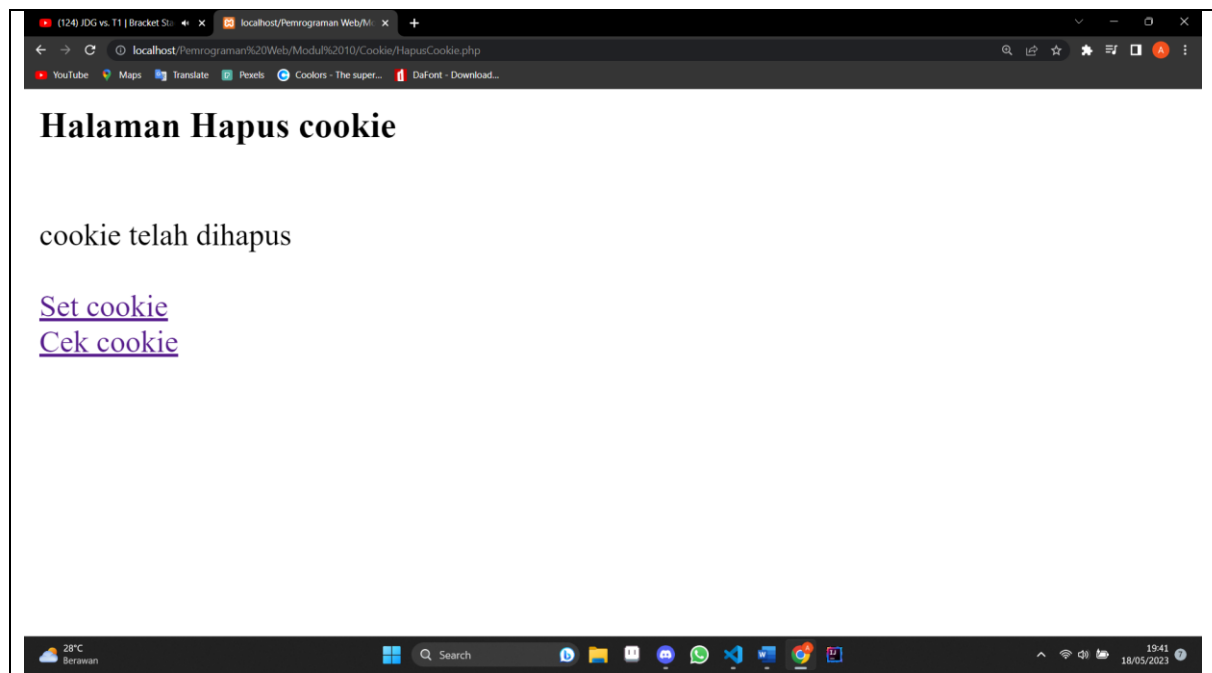 (124) JDG vs. T1 | Bracket Sta
localhost/Pemrograman Web/Mo
localhost/Pemrograman%20Web/Modul%2010/Cookie/HapusCookie.php
A
YouTube Maps Translate Pexels Coolors - The super... DaFont - Download...
Halaman Hapus cookie
cookie telah dihapus
Set cookie
Cek cookie
28°C
Berawan
Search
19:41
18/05/2023
7